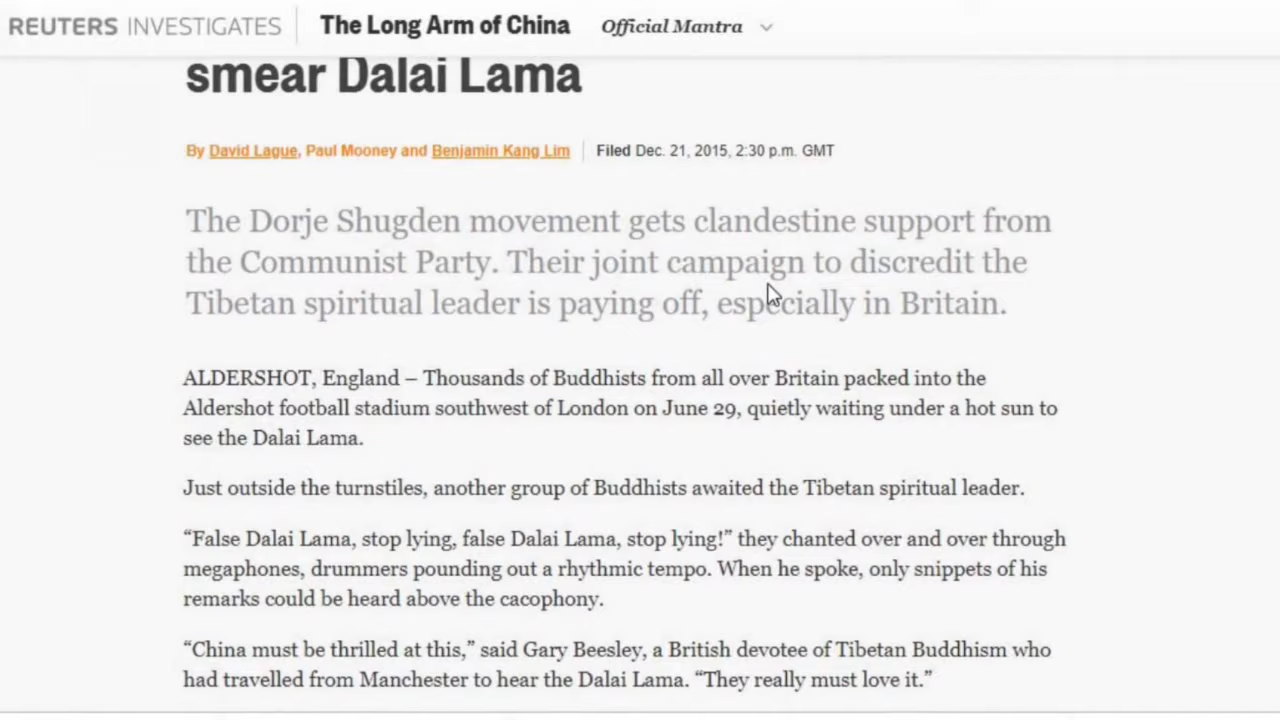 REUTERS INVESTIGATES The Long Arm of China Official Mantra
smear Dalai Lama
By David Lague, Paul Mooney and Benjamin Kang Lim Filed Dec. 21, 2015, 2:30 p.m. GMT
The Dorje Shugden movement gets clandestine support from
the Communist Party. Their joint campaign to discredit the
Tibetan spiritual leader is paying off, especially in Britain.
ALDERSHOT, England – Thousands of Buddhists from all over Britain packed into the
Aldershot football stadium southwest of London on June 29, quietly waiting under a hot sun to
see the Dalai Lama.
Just outside the turnstiles, another group of Buddhists awaited the Tibetan spiritual leader.
“False Dalai Lama, stop lying, false Dalai Lama, stop lying!” they chanted over and over through
megaphones, drummers pounding out a rhythmic tempo. When he spoke, only snippets of his
remarks could be heard above the cacophony.
“China must be thrilled at this,” said Gary Beesley, a British devotee of Tibetan Buddhism who
had travelled from Manchester to hear the Dalai Lama. “They really must love it.”